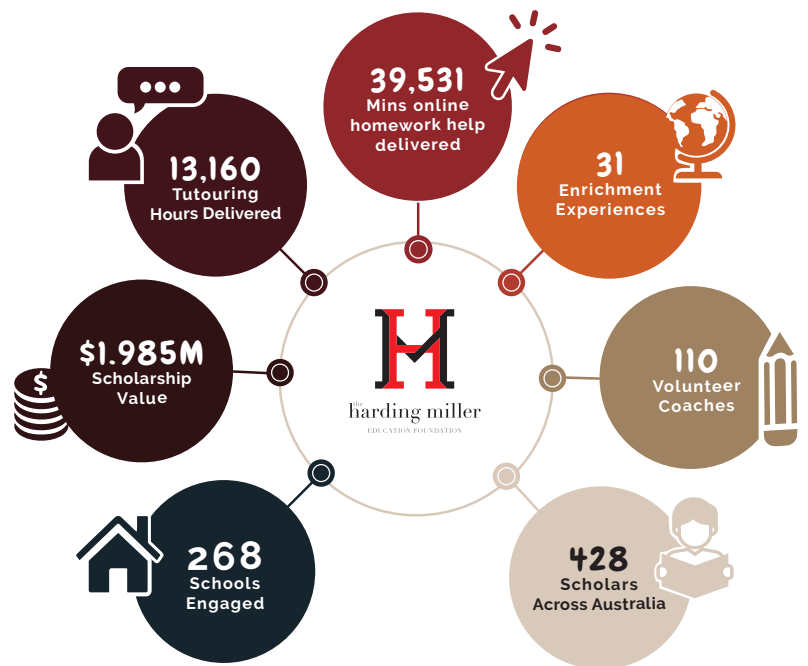 39,531
Mins online
homework help
delivered
13,160
Tutouring
Hours Delivered
31
Enrichment
Experiences
$1.985M
Scholarship
Value
$
the
harding miller
EDUCATION FOUNDATION
110
Volunteer
Coaches
268
Schools
Engaged
428
Scholars
Across Australia